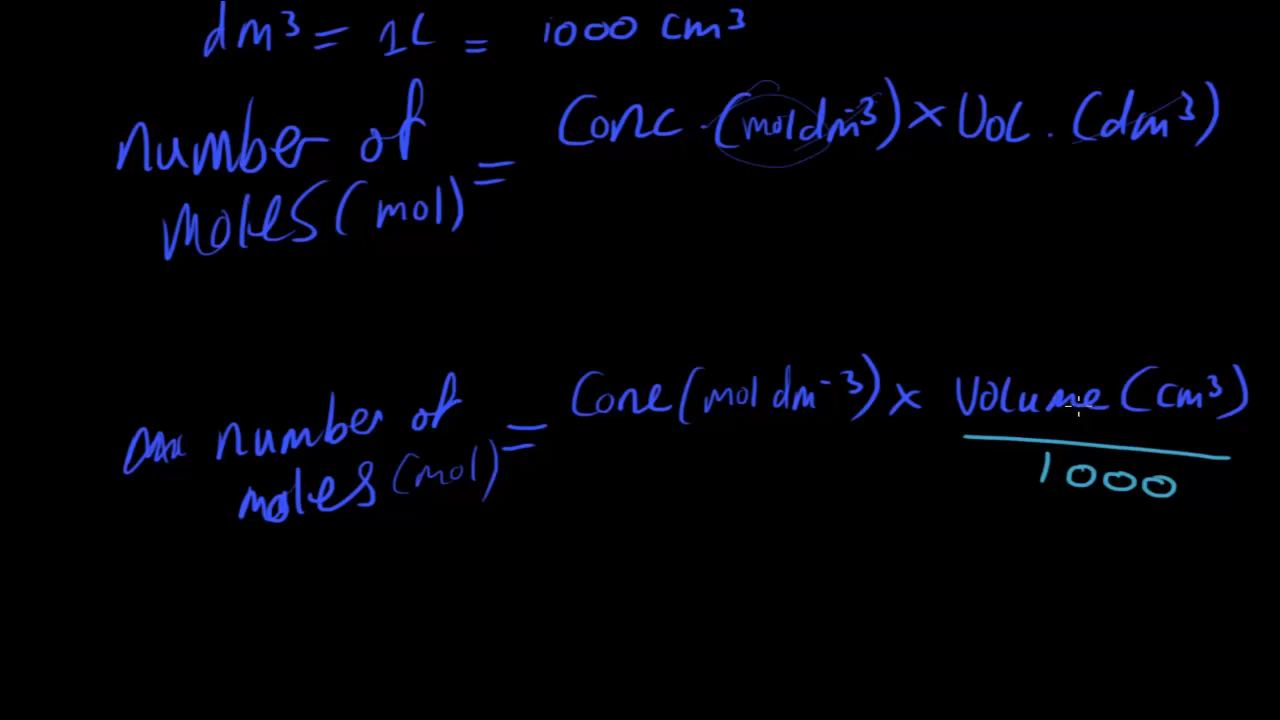 dm³ = 1L = 1000 cm³
number of moles (mol) = Conc. (mol dm⁻³) × Vol. (dm³)
number of moles (mol) = Conc (mol dm⁻³) × Volume (cm³)
1000